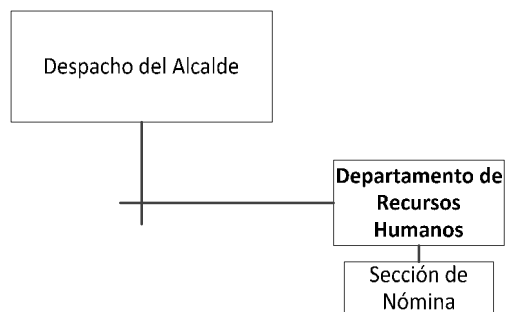 Despacho del Alcalde
Departamento de
Recursos
Humanos
Sección de
Nómina